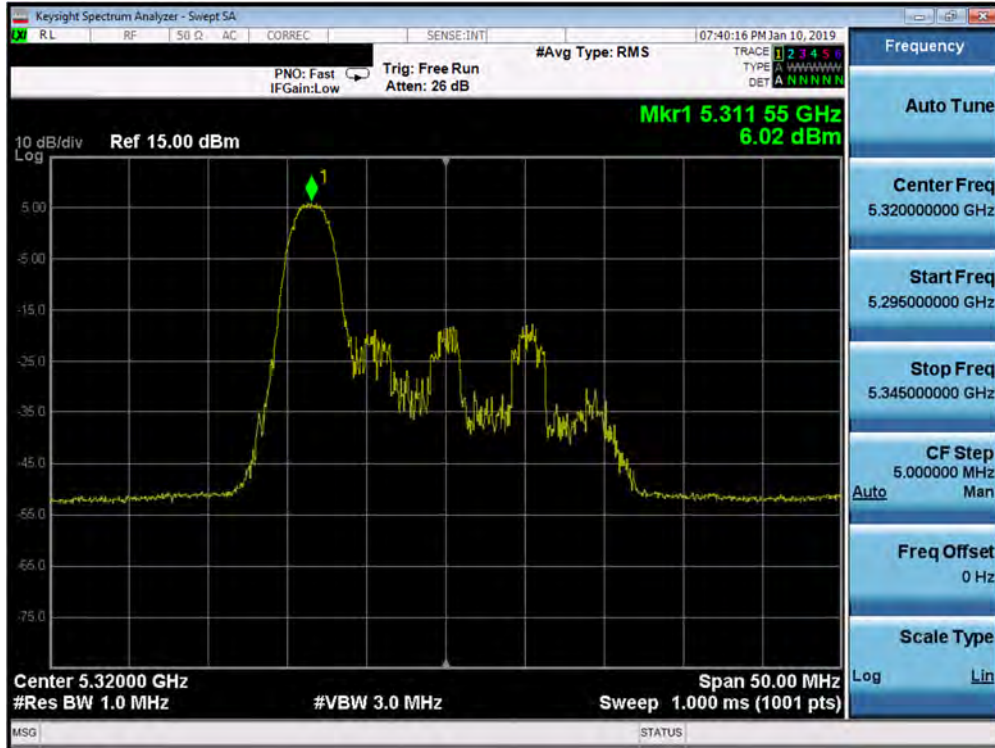 Keysight Spectrum Analyzer - Swept SA
LXI RL RF 50 Ω AC CORREC SENSE:INT 07:40:16 PM Jan 10, 2019
#Avg Type: RMS
TRACE 1 2 3 4 5 6
TYPE A WWWWW
DET A N N N N N
PNO: Fast
IFGain:Low
Trig: Free Run
Atten: 26 dB
Mkr1 5.311 55 GHz
6.02 dBm
10 dB/div Ref 15.00 dBm
Log
1
5.00
-5.00
-15.0
-25.0
-35.0
-45.0
-55.0
-65.0
-75.0
Center 5.32000 GHz Span 50.00 MHz
#Res BW 1.0 MHz #VBW 3.0 MHz Sweep 1.000 ms (1001 pts)
MSG STATUS
Frequency
Auto Tune
Center Freq
5.320000000 GHz
Start Freq
5.295000000 GHz
Stop Freq
5.345000000 GHz
CF Step
5.000000 MHz
Auto Man
Freq Offset
0 Hz
Scale Type
Log Lin